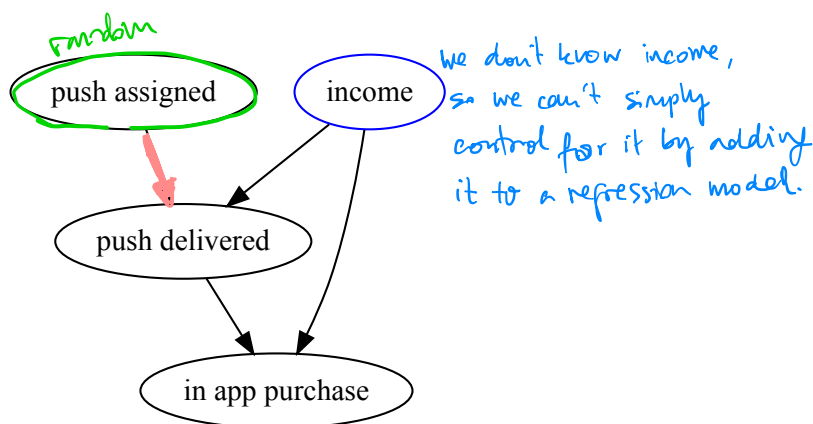 random
push assigned
income
we don't know income,
so we can't simply
control for it by adding
it to a regression model.
push delivered
in app purchase